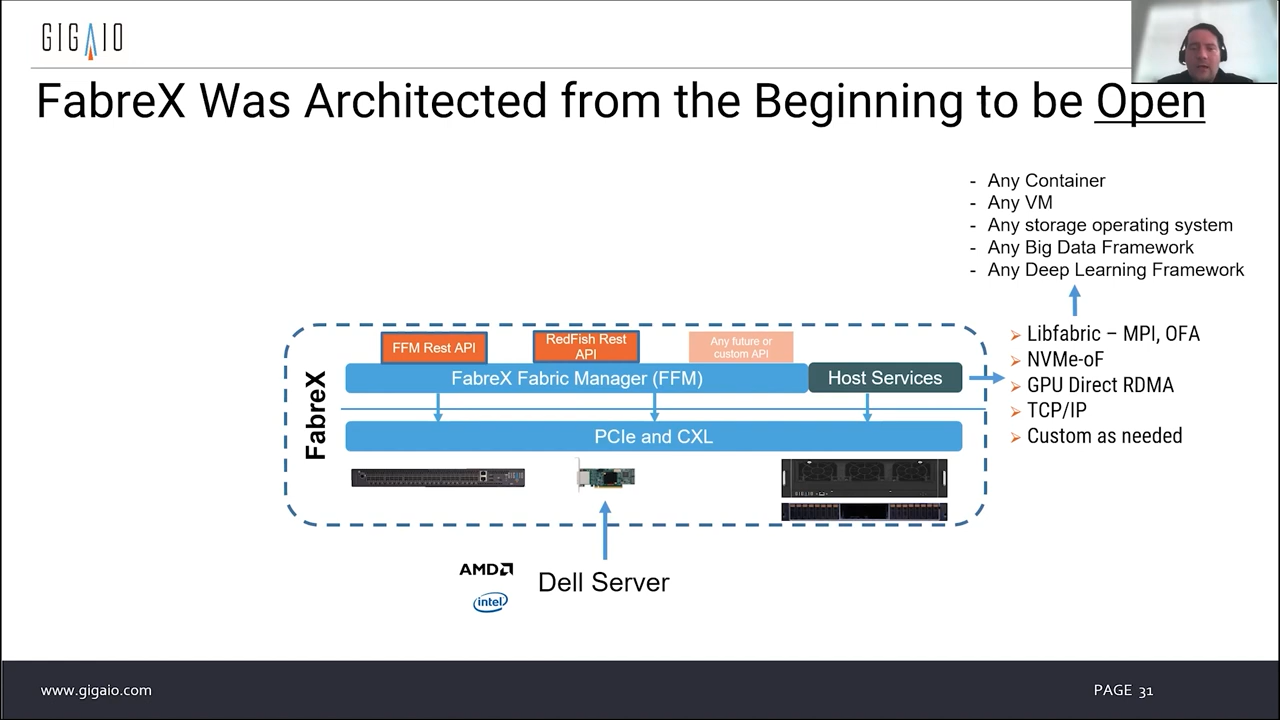 GIGAIO
FabreX Was Architected from the Beginning to be Open
- Any Container
- Any VM
- Any storage operating system
- Any Big Data Framework
- Any Deep Learning Framework
FFM Rest API
RedFish Rest
API
Any future or
custom API
FabreX Fabric Manager (FFM)
Host Services
FabreX
PCIe and CXL
➢ Libfabric – MPI, OFA
➢ NVMe-oF
➢ GPU Direct RDMA
➢ TCP/IP
➢ Custom as needed
GIGAIO
AMD
intel
Dell Server
www.gigaio.com
PAGE 31